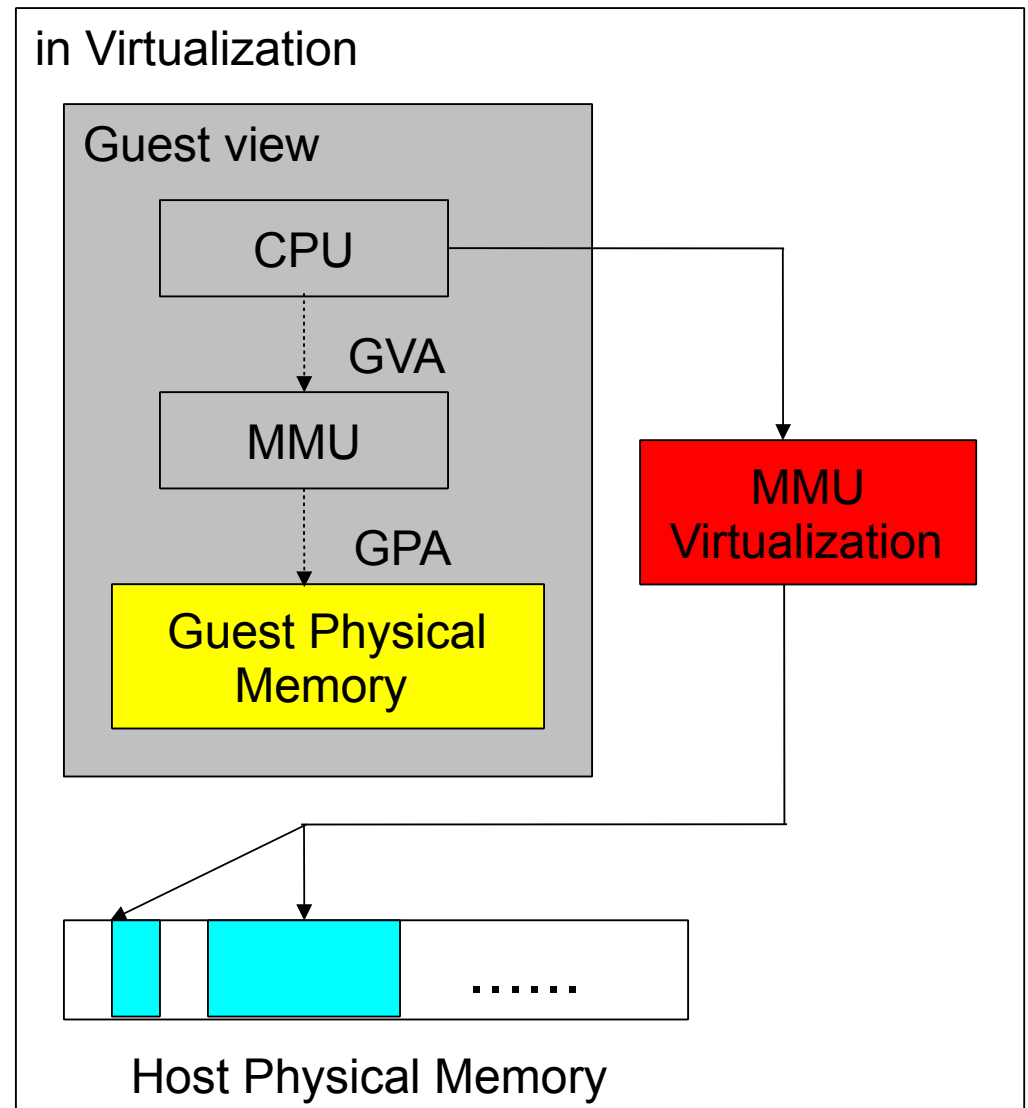 in Virtualization
Guest view
CPU
GVA
MMU
GPA
Guest Physical
Memory
MMU
Virtualization
......
Host Physical Memory